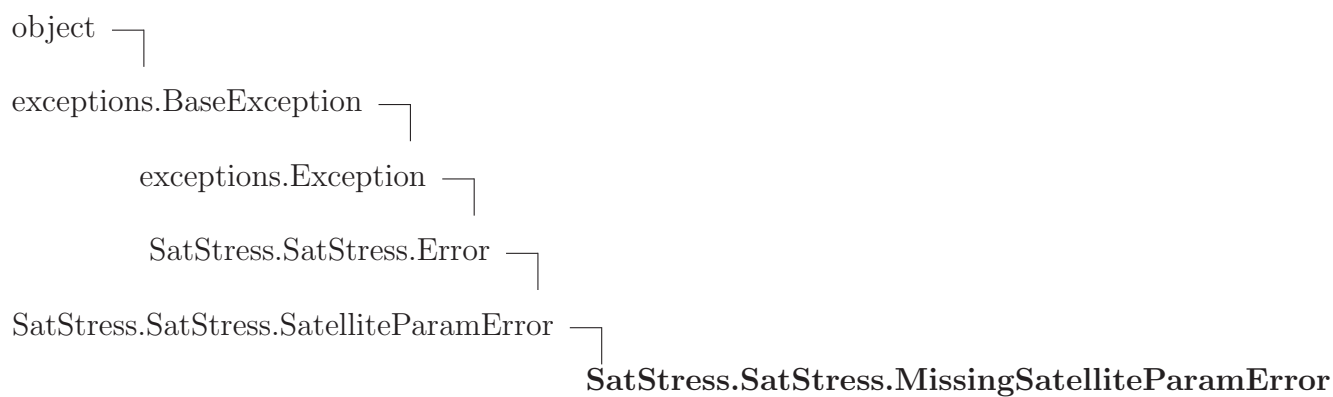 object
exceptions.BaseException
exceptions.Exception
SatStress.SatStress.Error
SatStress.SatStress.SatelliteParamError
SatStress.SatStress.MissingSatelliteParamError